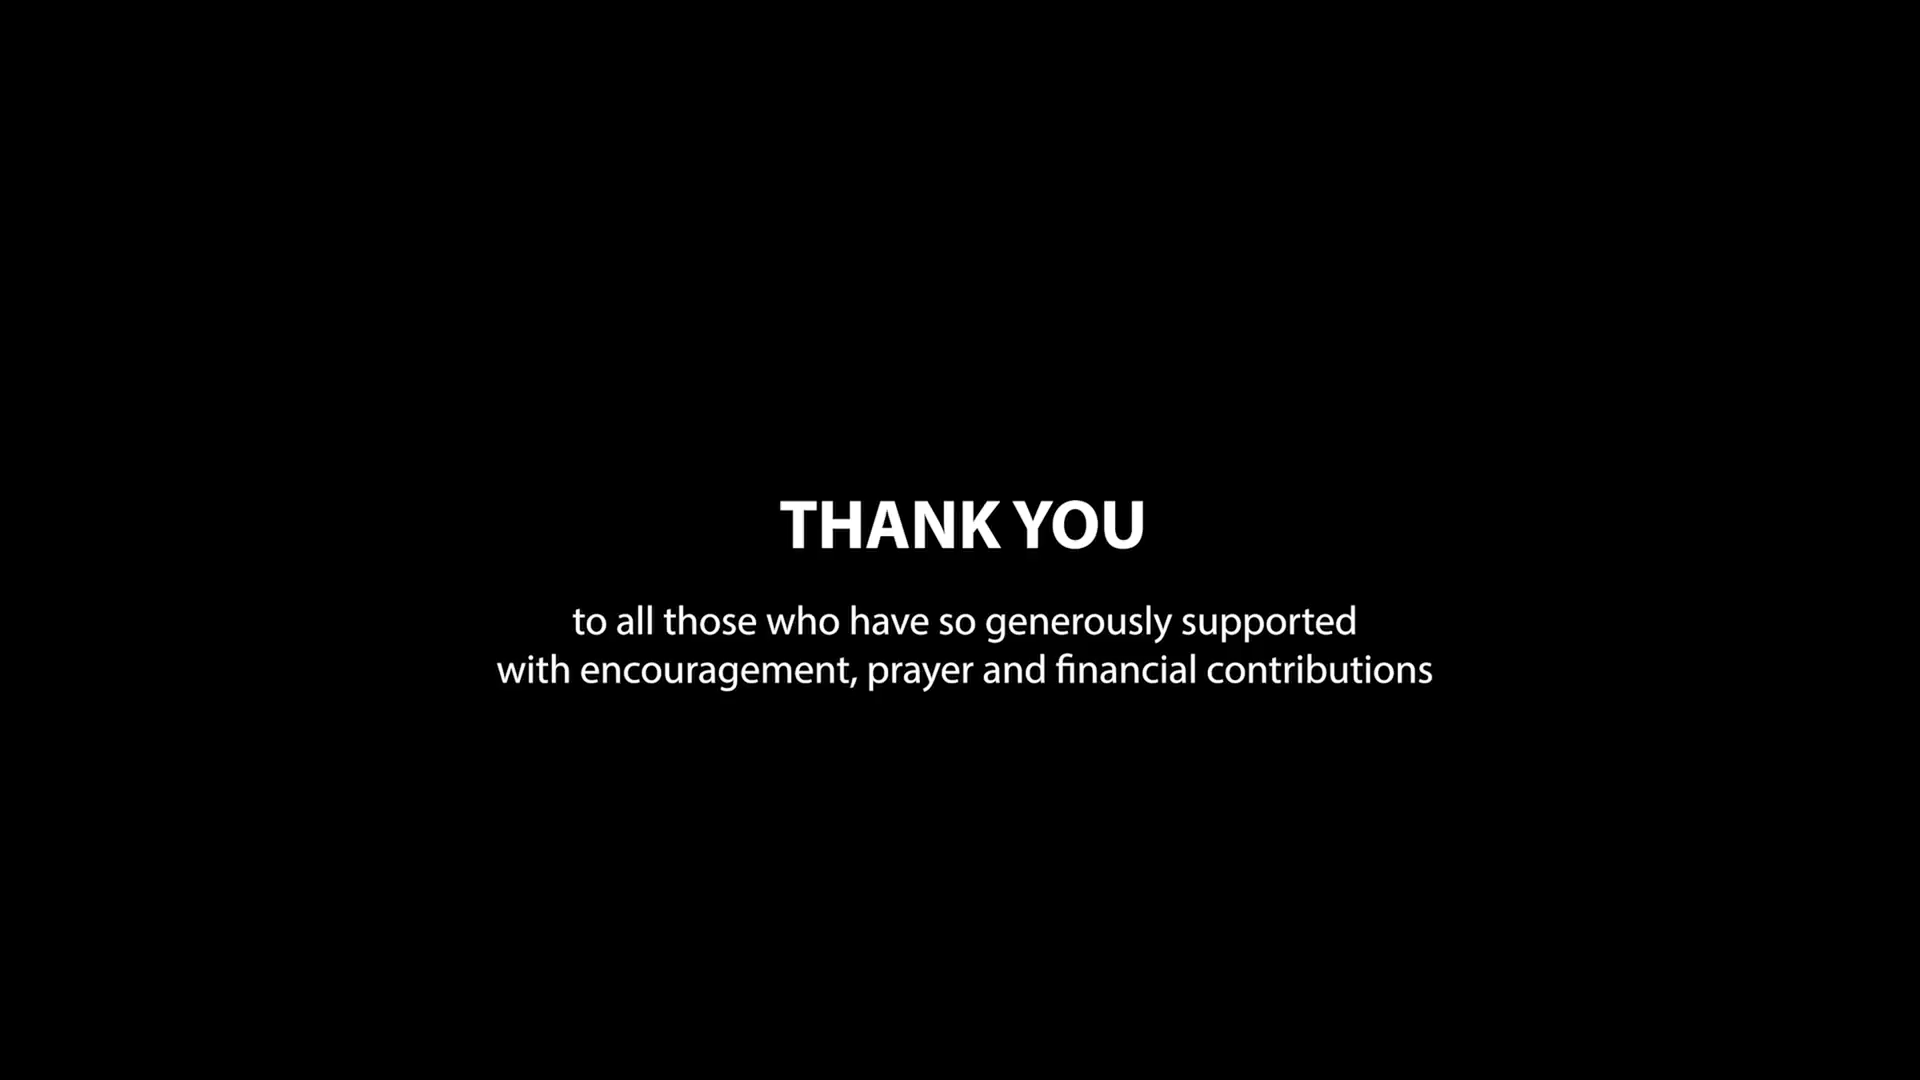 THANK YOU
to all those who have so generously supported
with encouragement, prayer and financial contributions